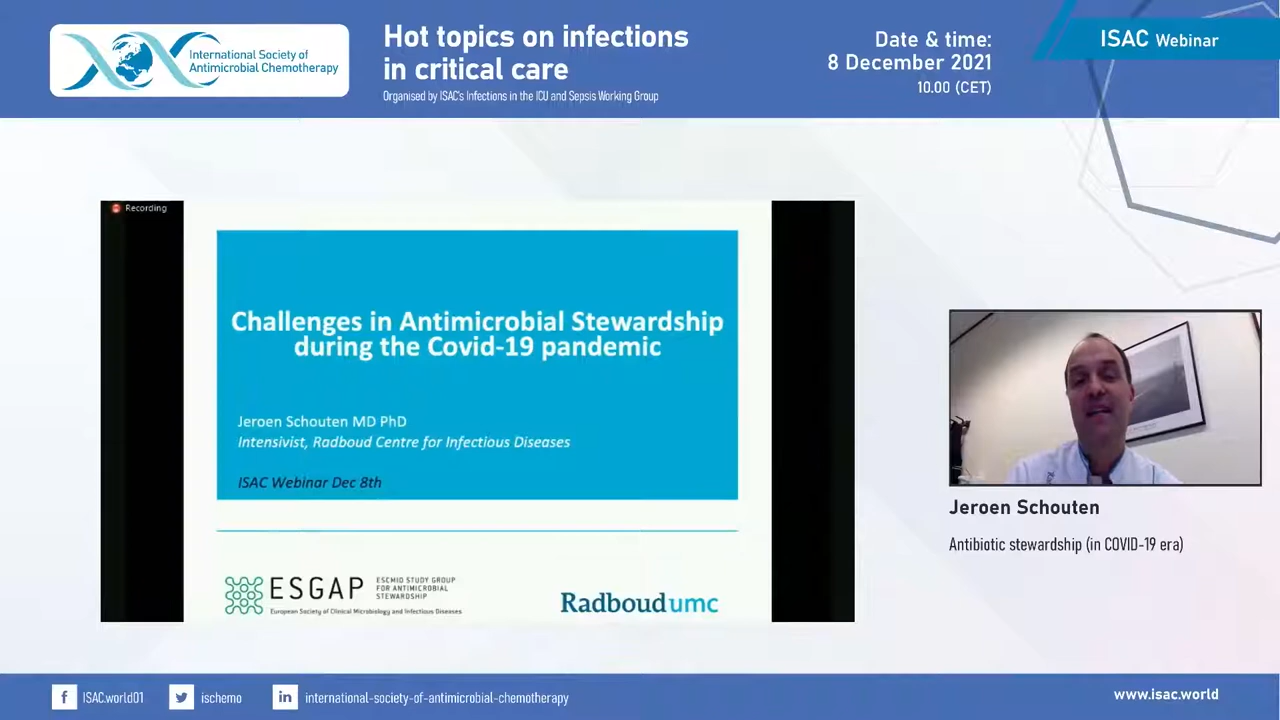 International Society of
Antimicrobial Chemotherapy
Hot topics on infections
in critical care
Organised by ISAC's Infections in the ICU and Sepsis Working Group
Date & time:
8 December 2021
10.00 (CET)
ISAC Webinar
Recording
Challenges in Antimicrobial Stewardship
during the Covid-19 pandemic
Jeroen Schouten MD PhD
Intensivist, Radboud Centre for Infectious Diseases
ISAC Webinar Dec 8th
ESGAP
ESCMID STUDY GROUP
FOR ANTIMICROBIAL
STEWARDSHIP
European Society of Clinical Microbiology and Infectious Diseases
Radboudumc
Jeroen Schouten
Antibiotic stewardship (in COVID-19 era)
ISAC.world01
ischemo
international-society-of-antimicrobial-chemotherapy
www.isac.world